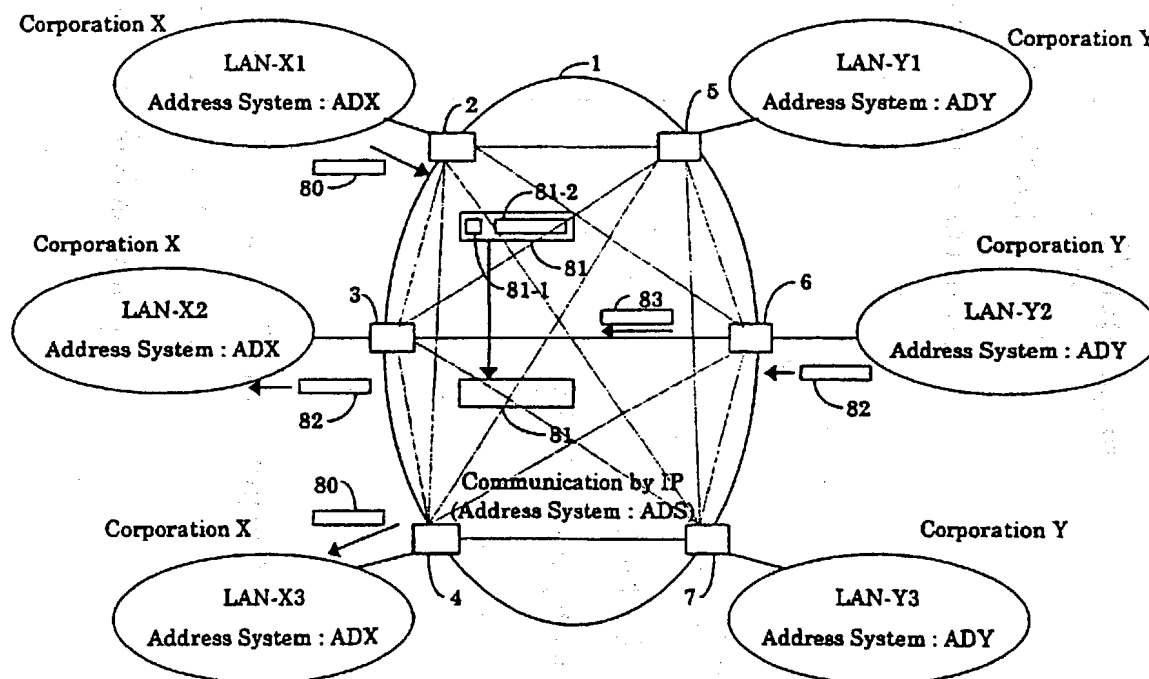 Corporation X
LAN-X1
Address System : ADX
1
Corporation Y
LAN-Y1
Address System : ADY
2
5
80
81-2
81
81-1
Corporation X
LAN-X2
Address System : ADX
3
83
6
Corporation Y
LAN-Y2
Address System : ADY
82
82
81
Communication by IP
(Address System : ADS)
80
Corporation X
LAN-X3
Address System : ADX
4
7
Corporation Y
LAN-Y3
Address System : ADY